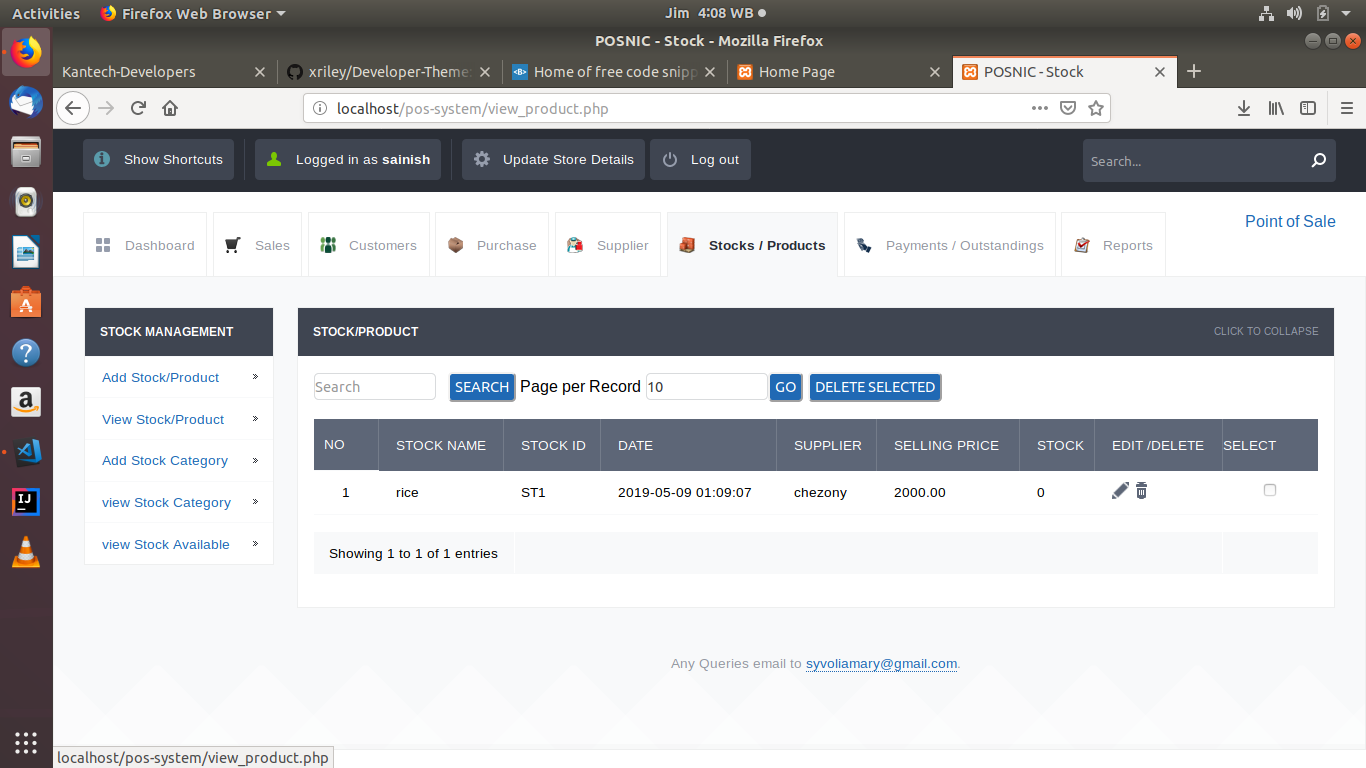 Activities Firefox Web Browser Jim 4:08 WB
POSNIC - Stock - Mozilla Firefox
Kantech-Developers xriley/Developer-Theme: Home of free code snipp Home Page POSNIC - Stock
localhost/pos-system/view_product.php
Show Shortcuts Logged in as sainish Update Store Details Log out Search...
Point of Sale
Dashboard Sales Customers Purchase Supplier Stocks / Products Payments / Outstandings Reports
STOCK MANAGEMENT
Add Stock/Product »
View Stock/Product »
Add Stock Category »
view Stock Category »
view Stock Available »
STOCK/PRODUCT CLICK TO COLLAPSE
Search SEARCH Page per Record 10 GO DELETE SELECTED
NO STOCK NAME STOCK ID DATE SUPPLIER SELLING PRICE STOCK EDIT /DELETE SELECT
1 rice ST1 2019-05-09 01:09:07 chezony 2000.00 0
Showing 1 to 1 of 1 entries
Any Queries email to syvoliamary@gmail.com.
localhost/pos-system/view_product.php